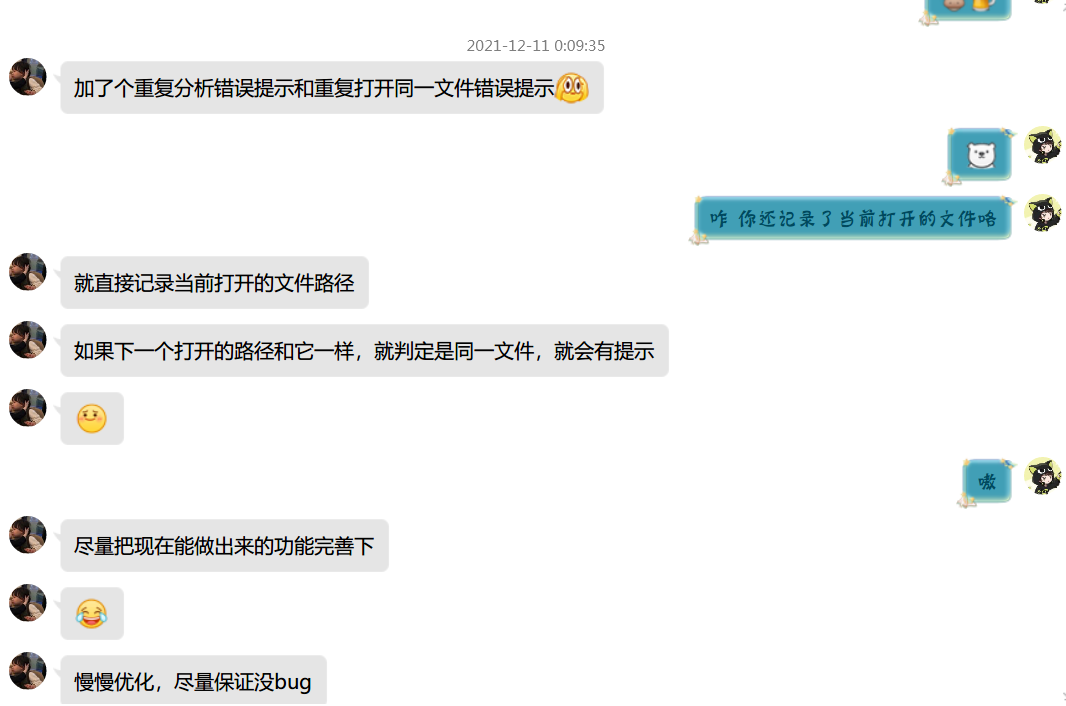 2021-12-11 0:09:35
加了个重复分析错误提示和重复打开同一文件错误提示
咋 你还记录了当前打开的文件咯
就直接记录当前打开的文件路径
如果下一个打开的路径和它一样，就判定是同一文件，就会有提示
嗷
尽量把现在能做出来的功能完善下
慢慢优化，尽量保证没bug